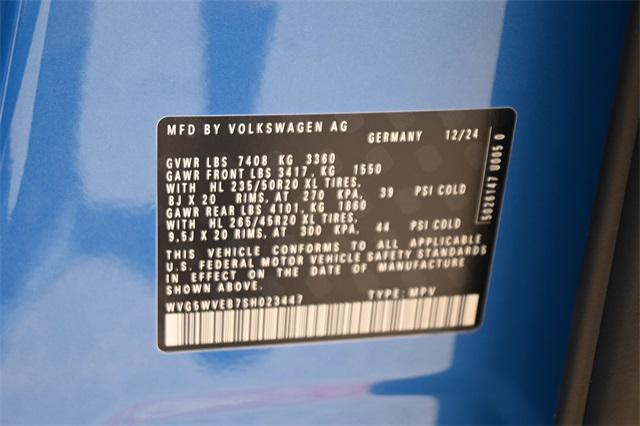 MFD BY VOLKSWAGEN AG
GERMANY 12/24
GVWR LBS 7408 KG 3360
GAWR FRONT LBS 3417, KG 1550
WITH HL 235/50R20 XL TIRES,
8J X 20 RIMS, AT 270 KPA, 39 PSI COLD
GAWR REAR LBS 4101, KG 1860
WITH HL 265/45R20 XL TIRES,
9,5J X 20 RIMS, AT 300 KPA, 44 PSI COLD
THIS VEHICLE CONFORMS TO ALL APPLICABLE
U.S. FEDERAL MOTOR VEHICLE SAFETY STANDARDS
IN EFFECT ON THE DATE OF MANUFACTURE
SHOWN ABOVE.
WVG5WVEB7SH023447 TYPE: MPV
5026147 U005 0